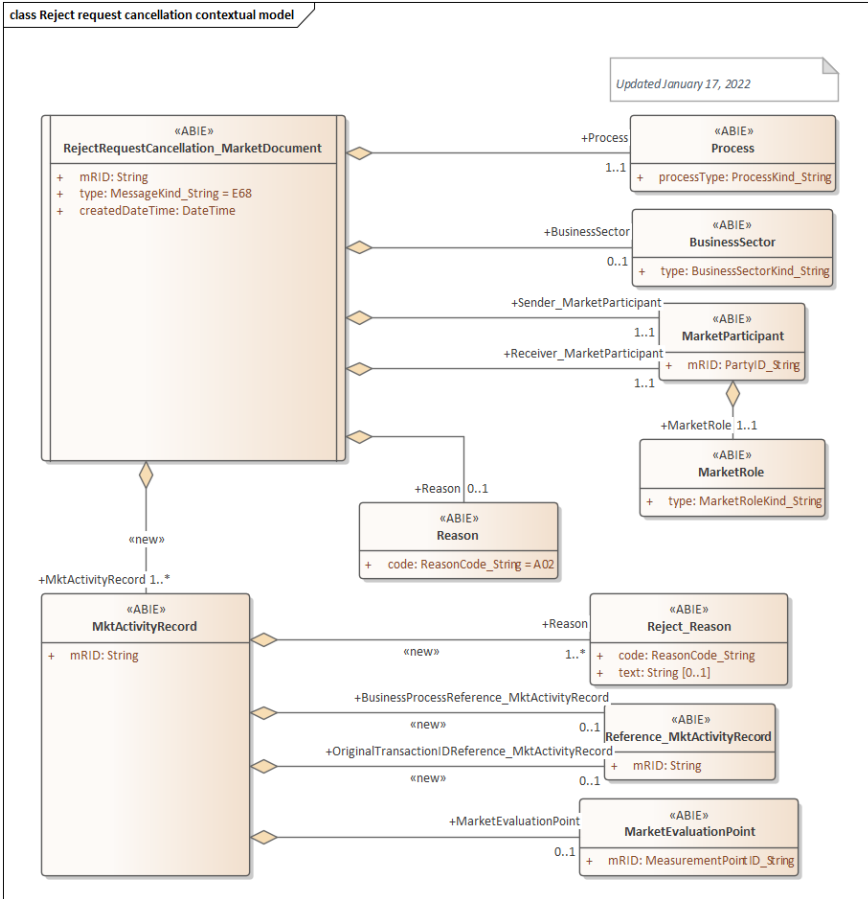 class Reject request cancellation contextual model
Updated January 17, 2022
«ABIE»
RejectRequestCancellation_MarketDocument
+ mRID: String
+ type: MessageKind_String = E68
+ createdDateTime: DateTime
+Process
1..1
«ABIE»
Process
+ processType: ProcessKind_String
+BusinessSector
0..1
«ABIE»
BusinessSector
+ type: BusinessSectorKind_String
+Sender_MarketParticipant
1..1
+Receiver_MarketParticipant
1..1
«ABIE»
MarketParticipant
+ mRID: PartyID_String
+MarketRole 1..1
«ABIE»
MarketRole
+ type: MarketRoleKind_String
+Reason 0..1
«ABIE»
Reason
+ code: ReasonCode_String = A02
«new»
+MktActivityRecord 1..*
«ABIE»
MktActivityRecord
+ mRID: String
+Reason
«new»
1..*
«ABIE»
Reject_Reason
+ code: ReasonCode_String
+ text: String [0..1]
+BusinessProcessReference_MktActivityRecord
«new»
0..1
+OriginalTransactionIDReference_MktActivityRecord
«new»
0..1
«ABIE»
Reference_MktActivityRecord
+ mRID: String
+MarketEvaluationPoint
0..1
«ABIE»
MarketEvaluationPoint
+ mRID: MeasurementPointID_String